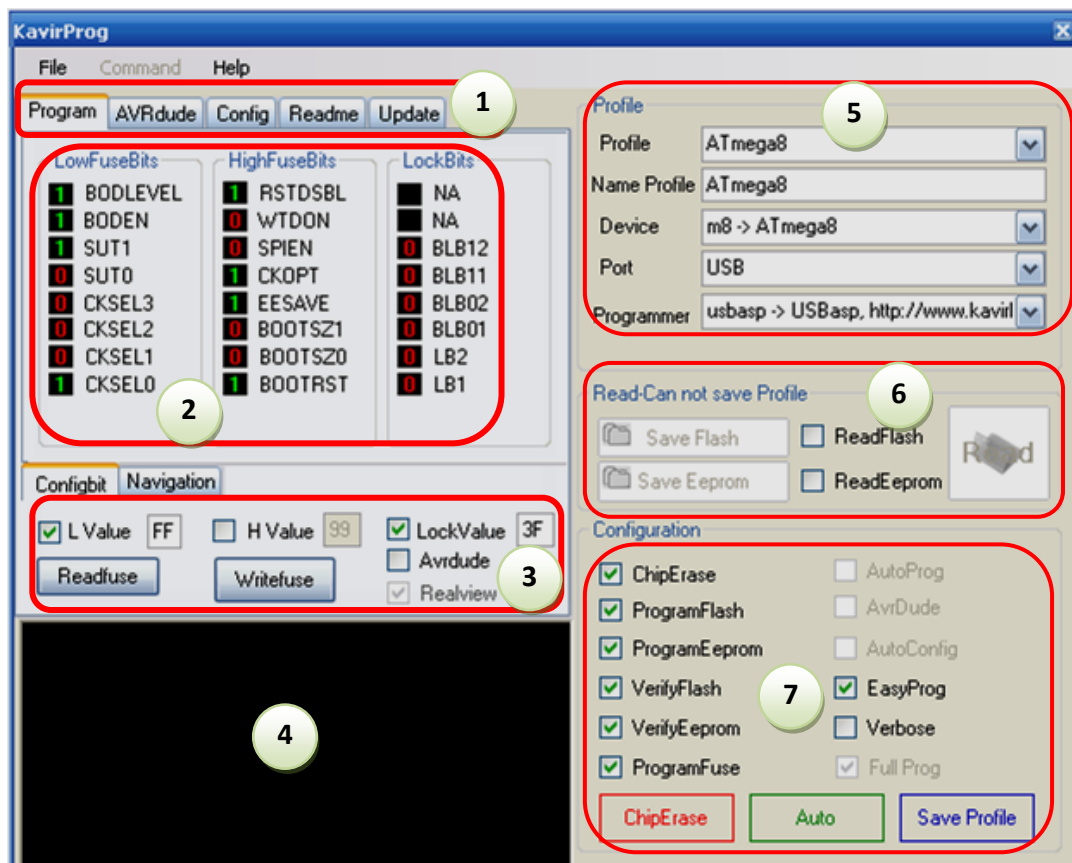 KavirProg
File Command Help
Program AVRdude Config Readme Update
1
LowFuseBits HighFuseBits LockBits
1 BODLEVEL 1 RSTDSBL NA
1 BODEN 0 WTDON NA
1 SUT1 0 SPIEN 0 BLB12
0 SUT0 1 CKOPT 0 BLB11
0 CKSEL3 1 EESAVE 0 BLB02
0 CKSEL2 0 BOOTSZ1 0 BLB01
0 CKSEL1 0 BOOTSZ0 0 LB2
1 CKSEL0 1 BOOTRST 0 LB1
2
Configbit Navigation
L Value FF H Value 99 LockValue 3F
Avrdude
Readfuse Writefuse
Realview
3
4
Profile
5
Profile ATmega8
Name Profile ATmega8
Device m8 -> ATmega8
Port USB
Programmer usbasp -> USBasp, http://www.kavirl
Read-Can not save Profile
6
Save Flash ReadFlash
Save Eeprom ReadEeprom
Configuration
ChipErase AutoProg
ProgramFlash AvrDude
ProgramEeprom AutoConfig
VerifyFlash EasyProg
7
VerifyEeprom Verbose
ProgramFuse Full Prog
ChipErase Auto Save Profile